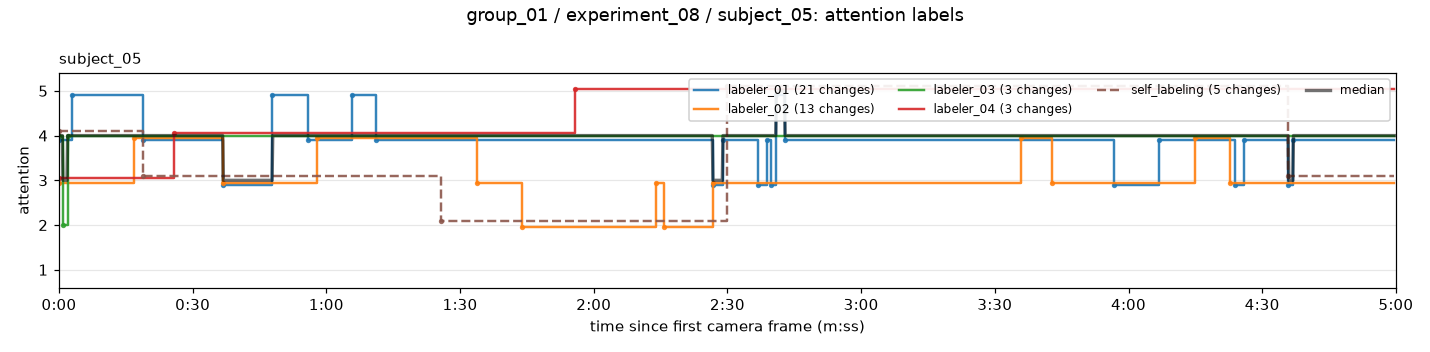 group_01 / experiment_08 / subject_05: attention labels
subject_05
labeler_01 (21 changes)
labeler_02 (13 changes)
labeler_03 (3 changes)
labeler_04 (3 changes)
self_labeling (5 changes)
median
attention
5
4
3
2
1
0:00 0:30 1:00 1:30 2:00 2:30 3:00 3:30 4:00 4:30 5:00
time since first camera frame (m:ss)